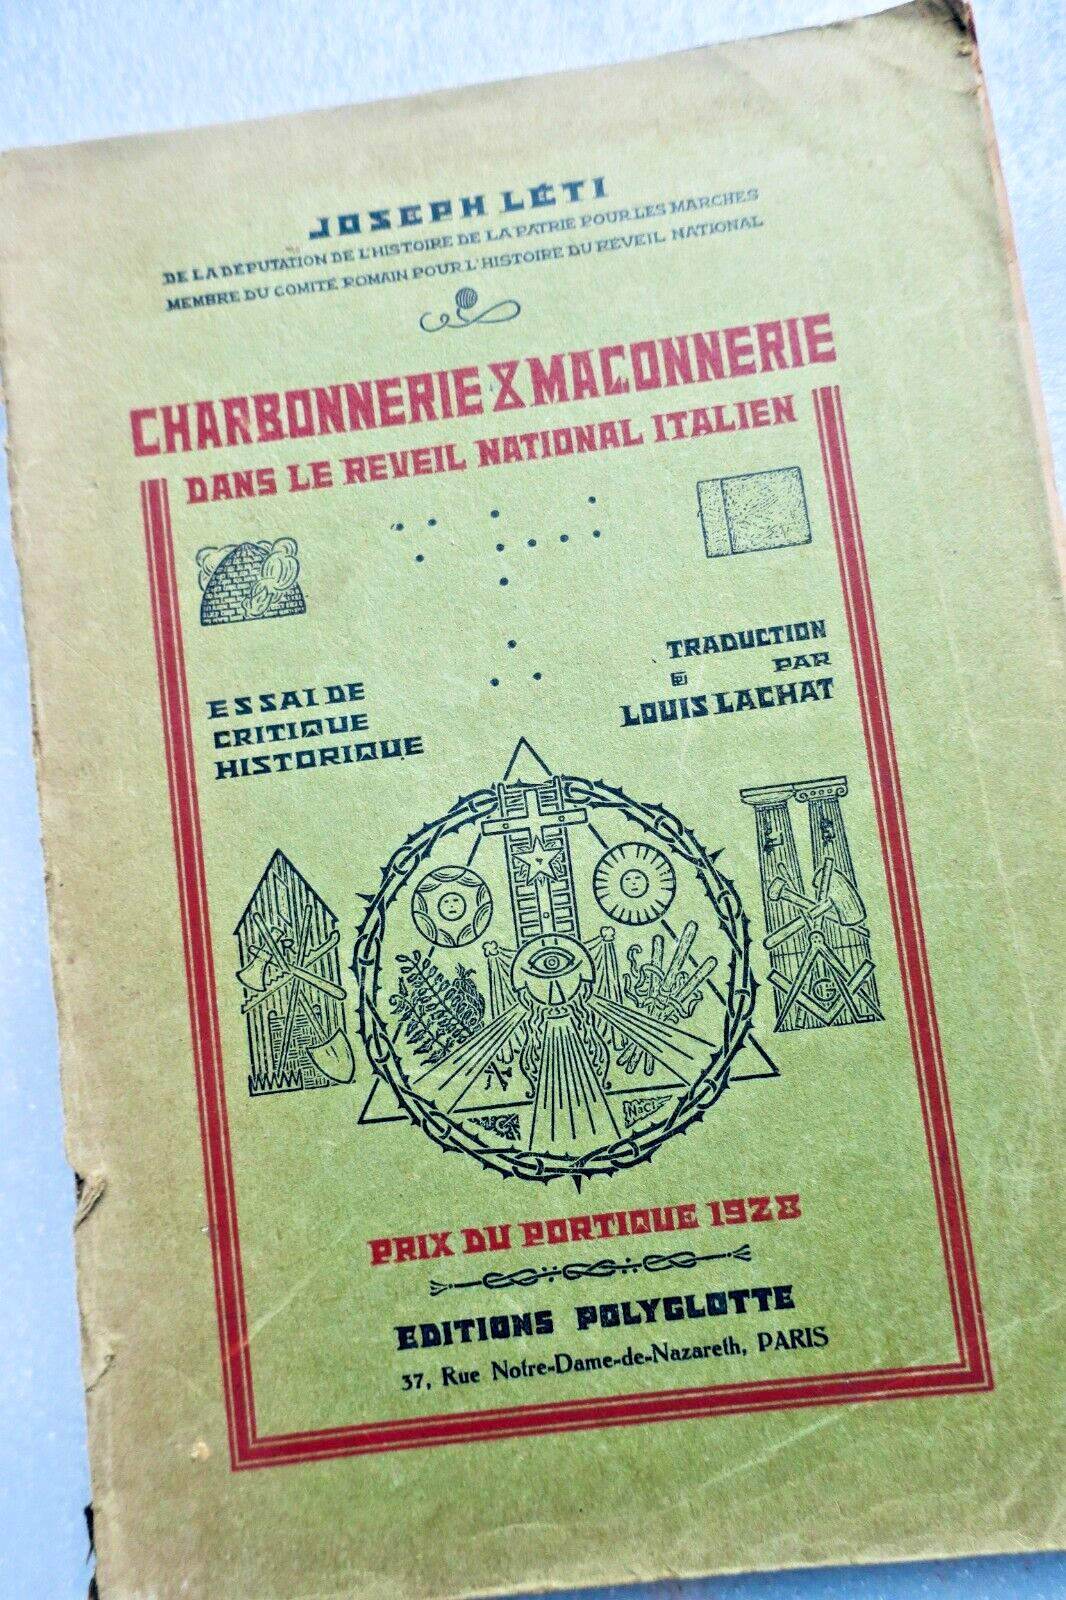 JOSEPH LÉTI
DE LA DÉPUTATION DE L'HISTOIRE DE LA PATRIE POUR LES MARCHES
MEMBRE DU COMITÉ ROMAIN POUR L'HISTOIRE DU RÉVEIL NATIONAL
CHARBONNERIE & MAÇONNERIE
DANS LE REVEIL NATIONAL ITALIEN
ESSAI DE
CRITIQUE
HISTORIQUE
TRADUCTION
PAR
LOUIS LACHAT
G
NaCl
PRIX DU PORTIQUE 1928
EDITIONS POLYGLOTTE
37, Rue Notre-Dame-de-Nazareth, PARIS